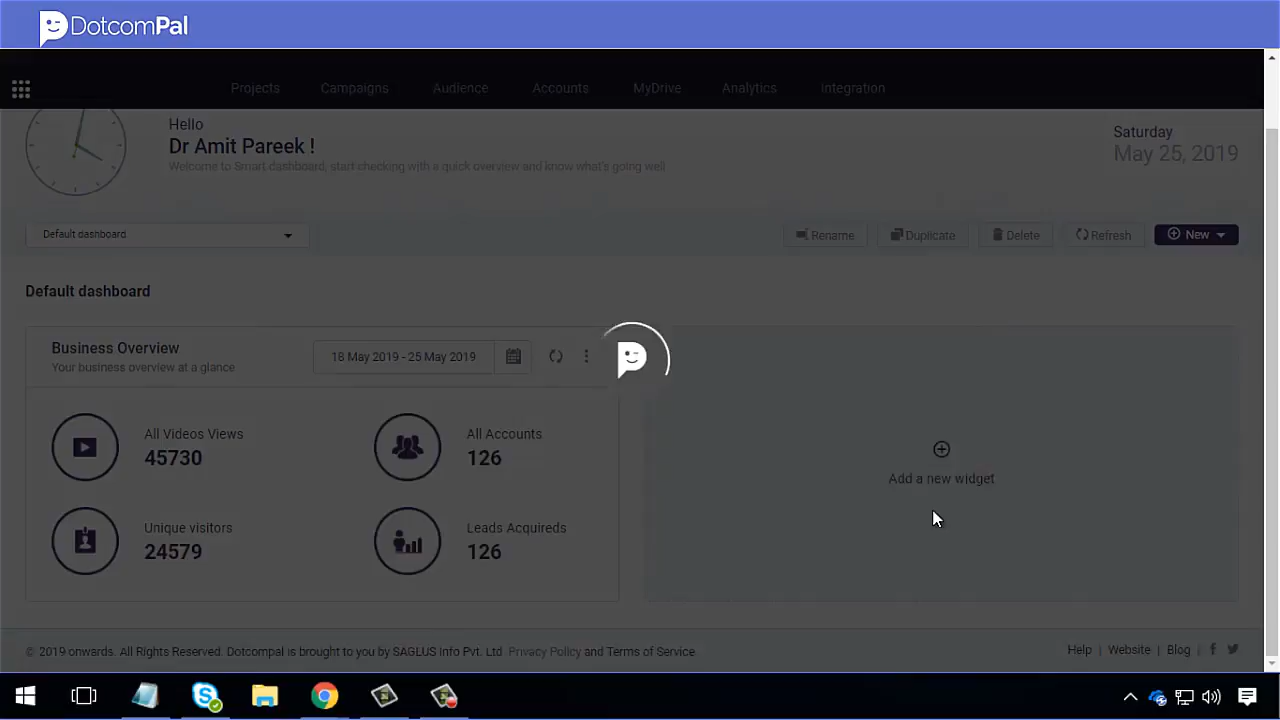 DotcomPal
Projects Campaigns Audience Accounts MyDrive Analytics Integration
Hello
Dr Amit Pareek !
Welcome to Smart dashboard, start checking with a quick overview and know what's going well
Saturday
May 25, 2019
Default dashboard
Rename Duplicate Delete Refresh New
Default dashboard
Business Overview
Your business overview at a glance
18 May 2019 - 25 May 2019
All Videos Views
45730
All Accounts
126
Unique visitors
24579
Leads Acquireds
126
Add a new widget
© 2019 onwards. All Rights Reserved. Dotcompal is brought to you by SAGLUS Info Pvt. Ltd Privacy Policy and Terms of Service
Help | Website | Blog